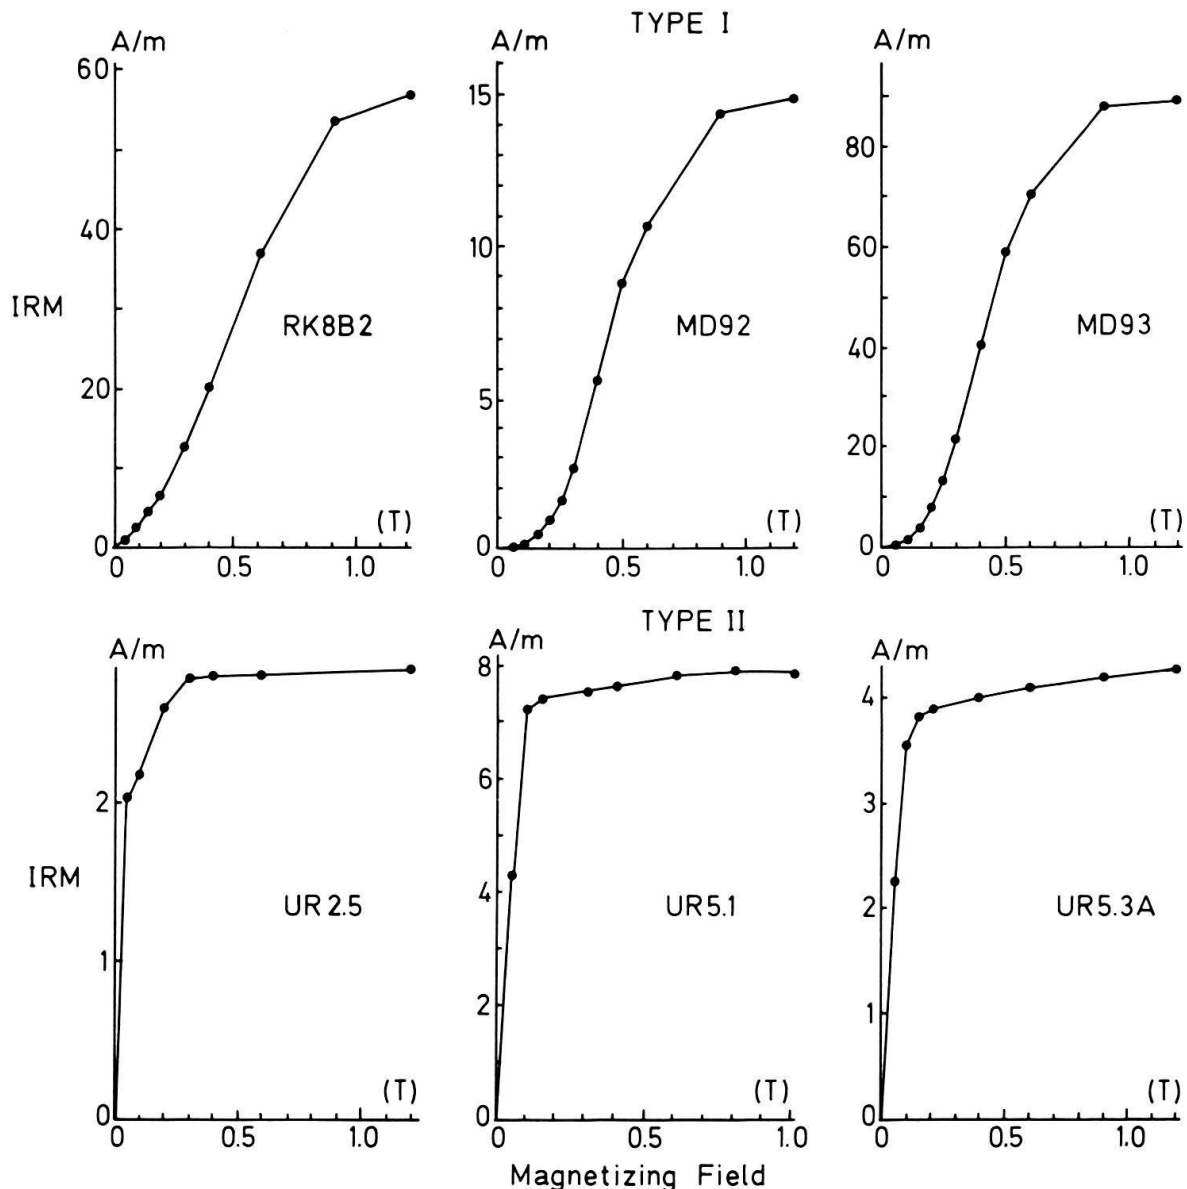 TYPE I
A/m A/m A/m
60
40
20
0
IRM
RK8B2
(T)
0 0.5 1.0
15
10
5
0
MD92
(T)
0 0.5 1.0
80
60
40
20
0
MD93
(T)
0 0.5 1.0
TYPE II
A/m A/m A/m
2
1
0
IRM
UR2.5
(T)
0 0.5 1.0
8
6
4
2
0
UR5.1
(T)
0 0.5 1.0
4
3
2
1
0
UR5.3A
(T)
0 0.5 1.0
Magnetizing Field